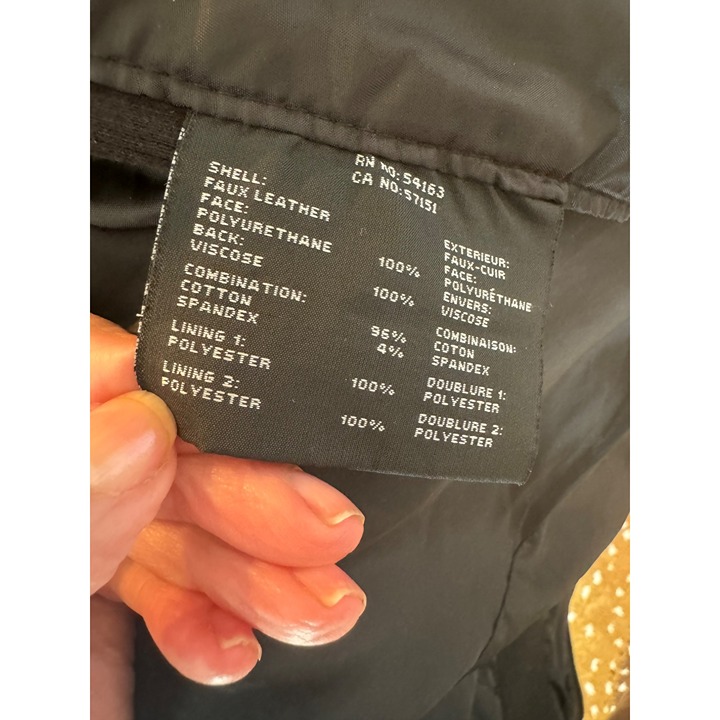 RN NO: 54163
CA NO: 57151
SHELL:
FAUX LEATHER
FACE:
POLYURETHANE 100%
BACK:
VISCOSE 100%
COMBINATION:
COTTON 96%
SPANDEX 4%
LINING 1:
POLYESTER 100%
LINING 2:
POLYESTER 100%
EXTERIEUR:
FAUX-CUIR
FACE:
POLYURÉTHANE
ENVERS:
VISCOSE
COMBINAISON:
COTON
SPANDEX
DOUBLURE 1:
POLYESTER
DOUBLURE 2:
POLYESTER